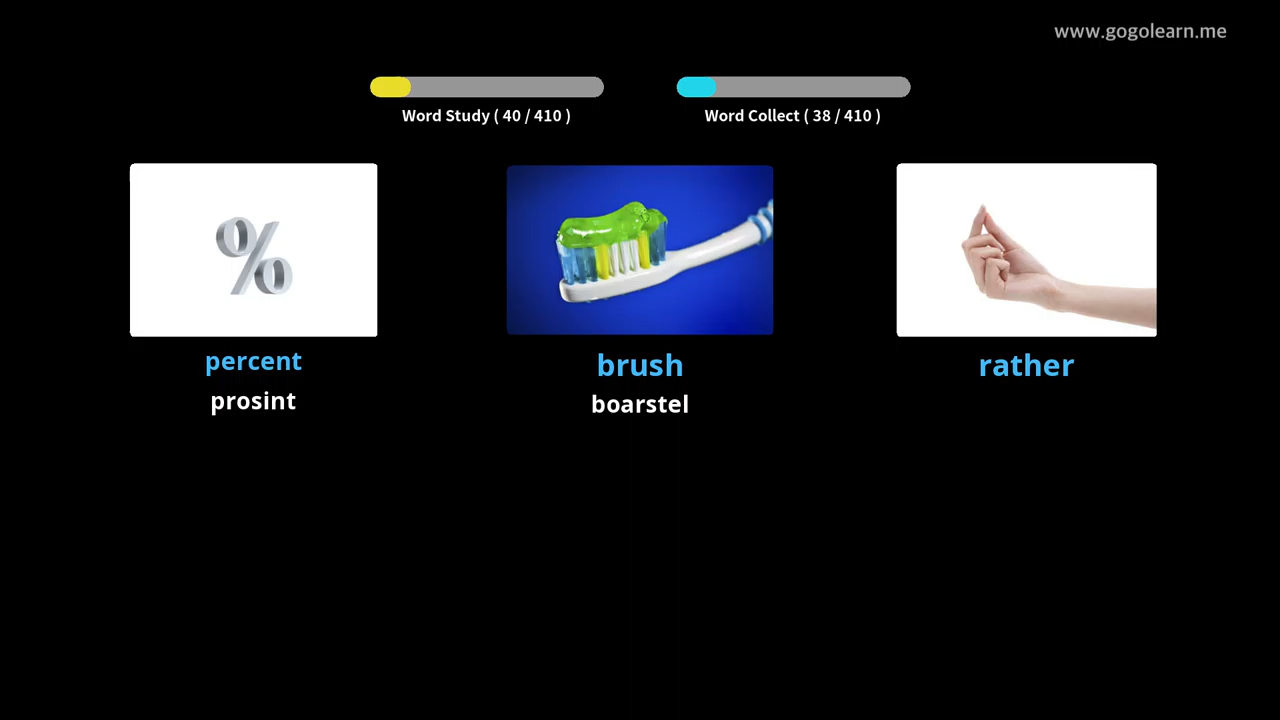 www.gogolearn.me
Word Study ( 40 / 410 )
Word Collect ( 38 / 410 )
%
percent
prosint
brush
boarstel
rather